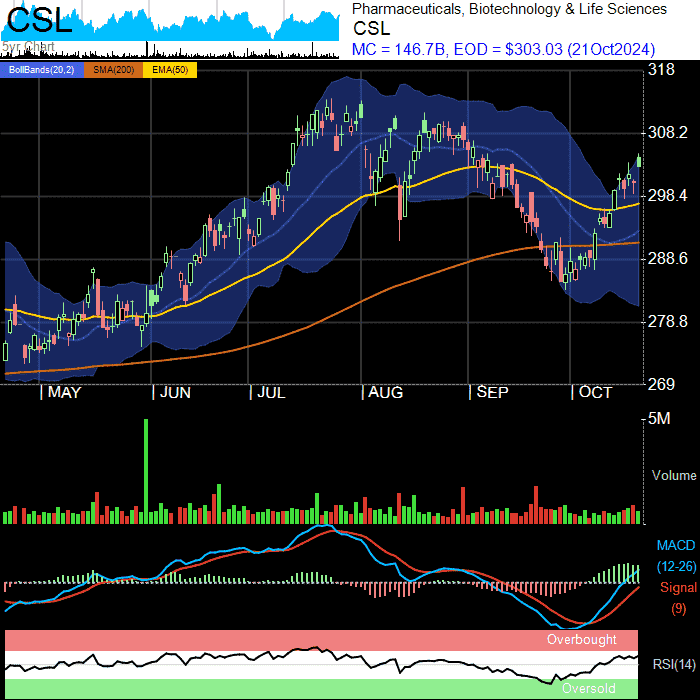 CSL
5yr Chart
Pharmaceuticals, Biotechnology & Life Sciences
CSL
MC = 146.7B, EOD = $303.03 (21Oct2024)
BollBands(20,2) SMA(200) EMA(50)
318
308.2
298.4
288.6
278.8
269
MAY JUN JUL AUG SEP OCT
5M
Volume
MACD
(12-26)
Signal
(9)
Overbought
RSI(14)
Oversold